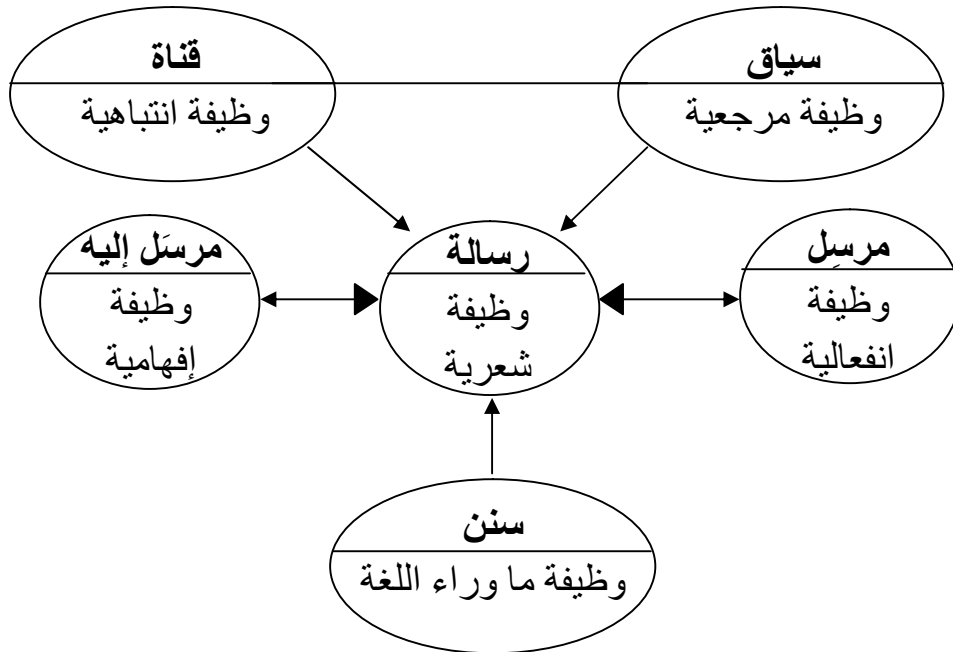 سياق
وظيفة مرجعية
قناة
وظيفة انتباهية
مرسِل
وظيفة
انفعالية
رسالة
وظيفة
شعرية
مرسَل إليه
وظيفة
إفهامية
سنن
وظيفة ما وراء اللغة